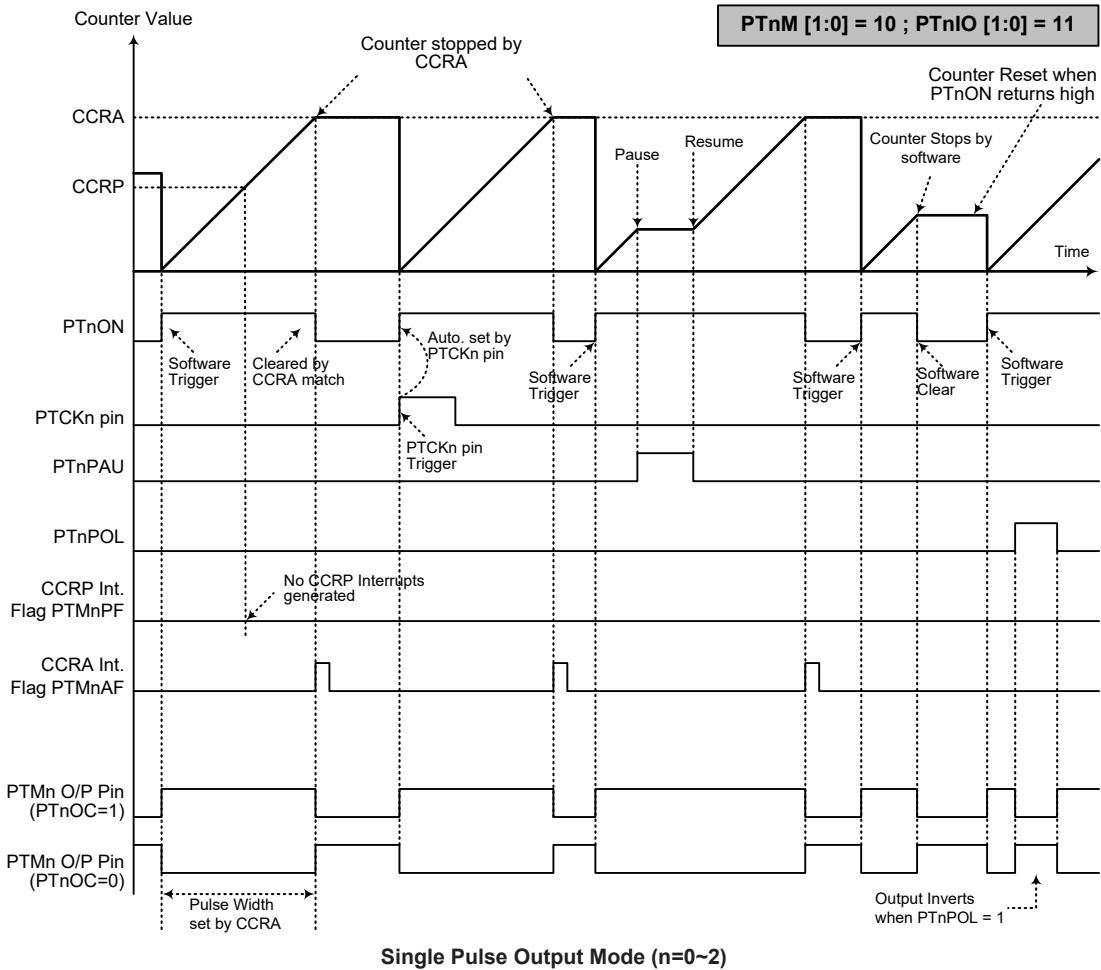 Counter Value
PTnM [1:0] = 10 ; PTnIO [1:0] = 11
Counter stopped by
CCRA
Counter Reset when
PTnON returns high
CCRA
Pause
Resume
Counter Stops by
software
CCRP
Time
PTnON
Software
Trigger
Cleared by
CCRA match
Auto. set by
PTCKn pin
Software
Trigger
Software
Trigger
Software
Clear
Software
Trigger
PTCKn pin
PTCKn pin
Trigger
PTnPAU
PTnPOL
CCRP Int.
Flag PTMnPF
No CCRP Interrupts
generated
CCRA Int.
Flag PTMnAF
PTMn O/P Pin
(PTnOC=1)
PTMn O/P Pin
(PTnOC=0)
Pulse Width
set by CCRA
Output Inverts
when PTnPOL = 1
Single Pulse Output Mode (n=0~2)